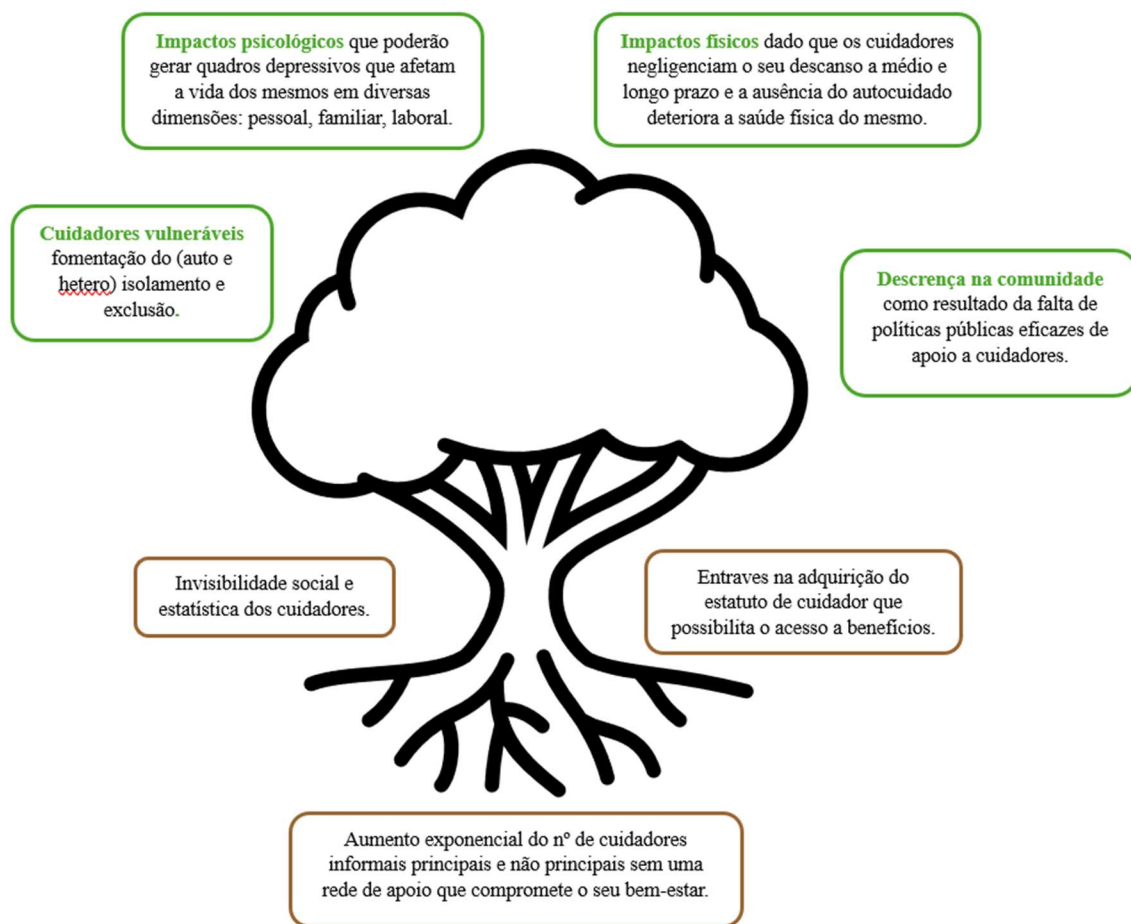 Impactos psicológicos que poderão
gerar quadros depressivos que afetam
a vida dos mesmos em diversas
dimensões: pessoal, familiar, laboral.
Impactos físicos dado que os cuidadores
negligenciam o seu descanso a médio e
longo prazo e a ausência do autocuidado
deteriora a saúde física do mesmo.
Cuidadores vulneráveis
fomentação do (auto e
hetero) isolamento e
exclusão.
Descrença na comunidade
como resultado da falta de
políticas públicas eficazes de
apoio a cuidadores.
Invisibilidade social e
estatística dos cuidadores.
Entraves na adquirição do
estatuto de cuidador que
possibilita o acesso a benefícios.
Aumento exponencial do nº de cuidadores
informais principais e não principais sem uma
rede de apoio que compromete o seu bem-estar.